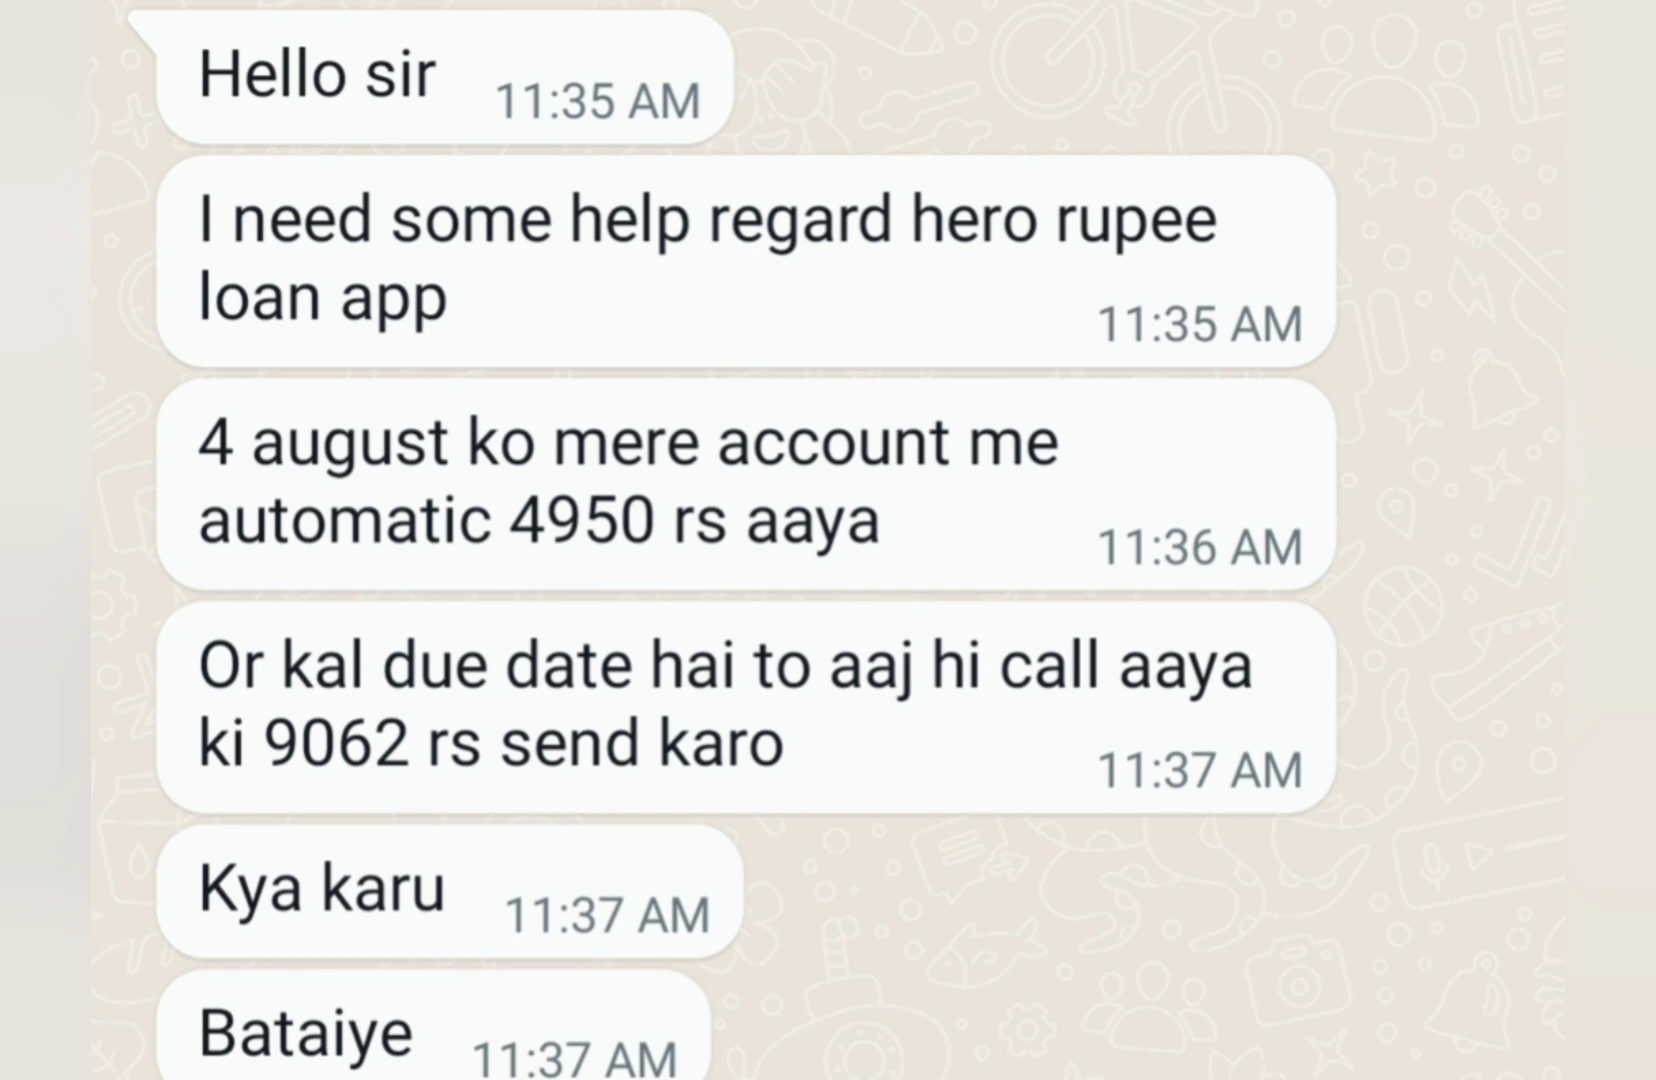 Hello sir
11:35 AM
I need some help regard hero rupee
loan app
11:35 AM
4 august ko mere account me
automatic 4950 rs aaya
11:36 AM
Or kal due date hai to aaj hi call aaya
ki 9062 rs send karo
11:37 AM
Kya karu
11:37 AM
Bataiye
11:37 AM